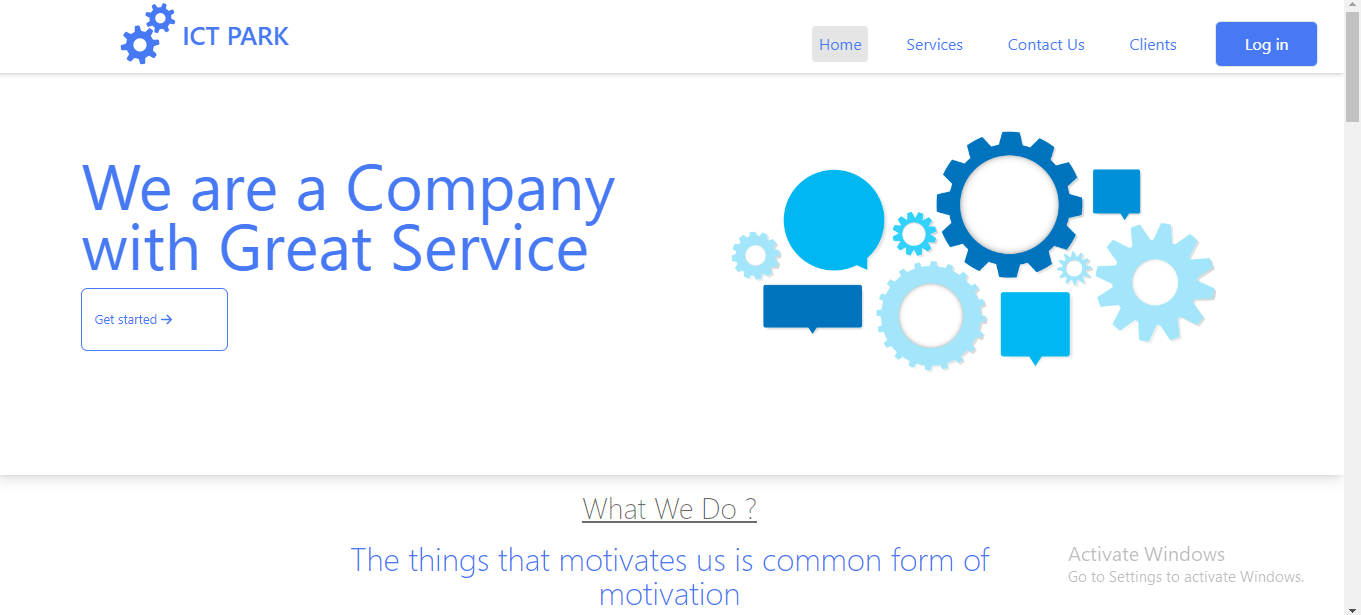 ICT PARK
Home
Services
Contact Us
Clients
Log in
We are a Company
with Great Service
Get started →
What We Do ?
The things that motivates us is common form of
motivation
Activate Windows
Go to Settings to activate Windows.